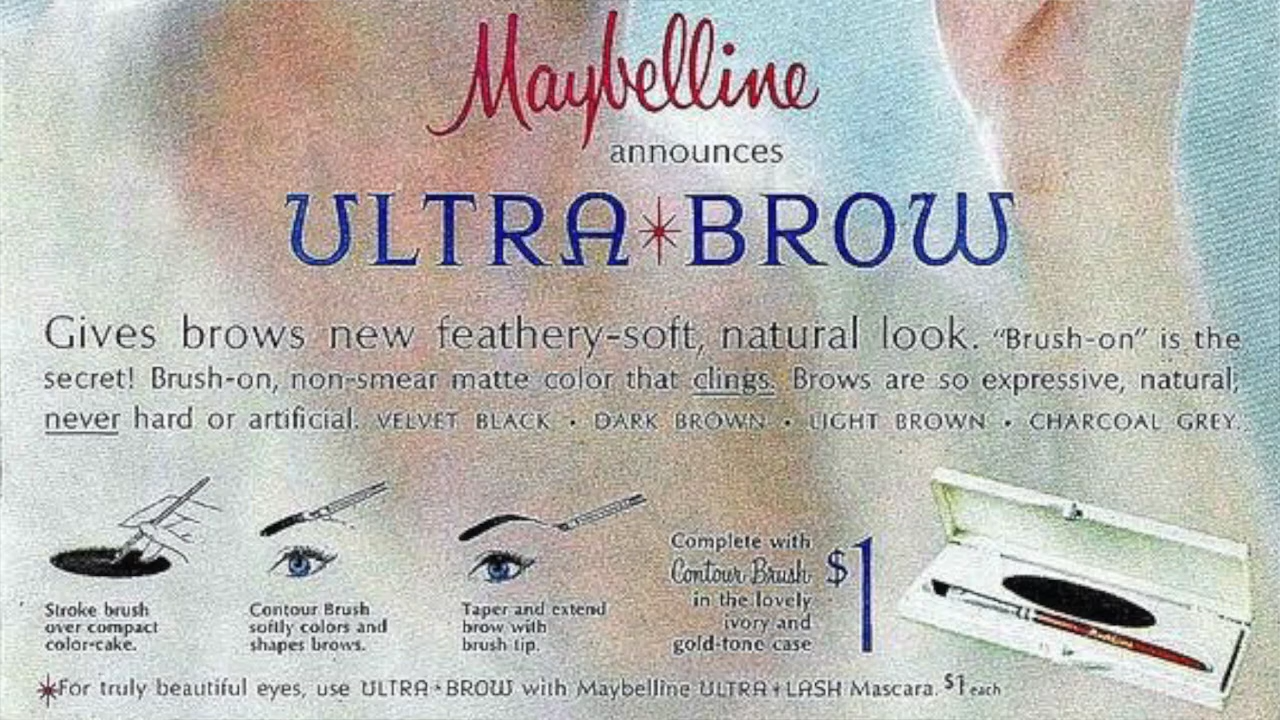 Maybelline
announces
ULTRA*BROW
Gives brows new feathery-soft, natural look. "Brush-on" is the
secret! Brush-on, non-smear matte color that clings. Brows are so expressive, natural,
never hard or artificial. VELVET BLACK • DARK BROWN • LIGHT BROWN • CHARCOAL GREY.
Stroke brush
over compact
color-cake.
Contour Brush
softly colors and
shapes brows.
Taper and extend
brow with
brush tip.
Complete with
Contour Brush
in the lovely
ivory and
gold-tone case
$1
Maybelline
*For truly beautiful eyes, use ULTRA*BROW with Maybelline ULTRA*LASH Mascara. $1 each